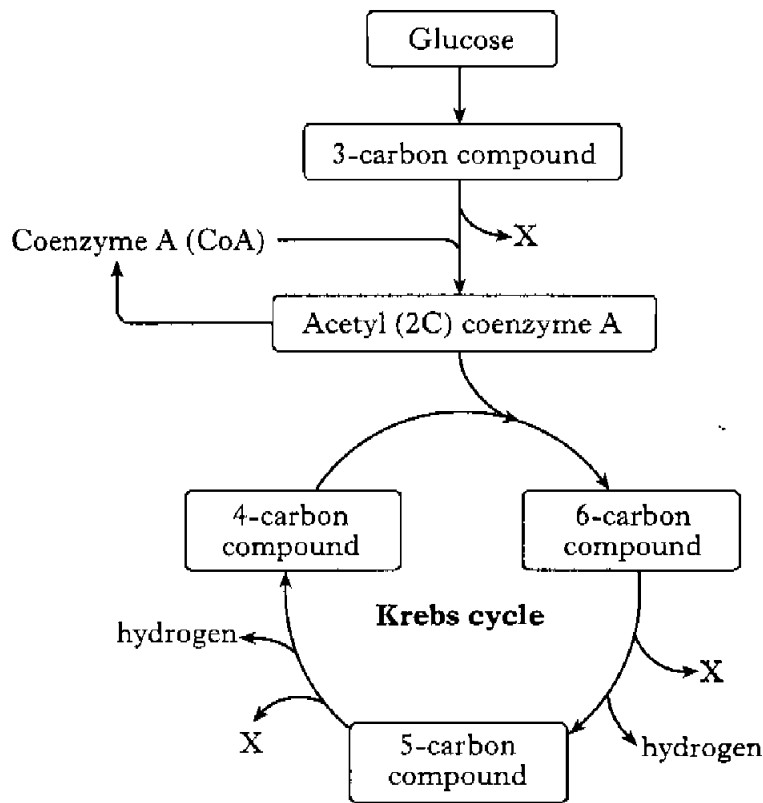 Glucose
3-carbon compound
X
Coenzyme A (CoA)
Acetyl (2C) coenzyme A
4-carbon
compound
6-carbon
compound
Krebs cycle
hydrogen
X
X
5-carbon
compound
hydrogen